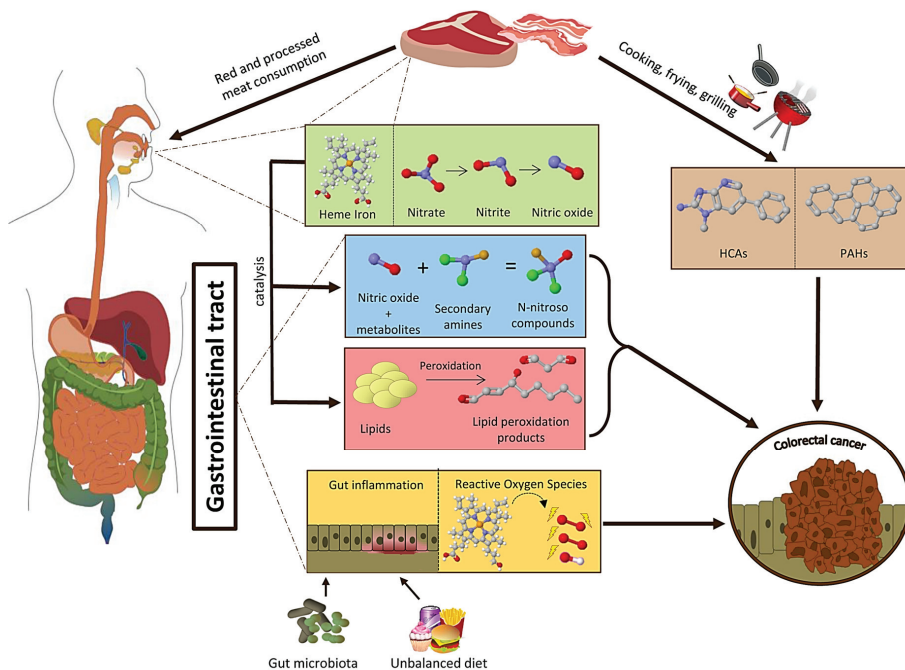 Red and processed
meat consumption
Cooking, frying, grilling
Heme Iron
Nitrate
Nitrite
Nitric oxide
HCAs
PAHs
catalysis
Gastrointestinal tract
+
=
Nitric oxide
+
metabolites
Secondary
amines
N-nitroso
compounds
Peroxidation
Lipids
Lipid peroxidation
products
Colorectal cancer
Gut inflammation
Reactive Oxygen Species
Gut microbiota
Unbalanced diet